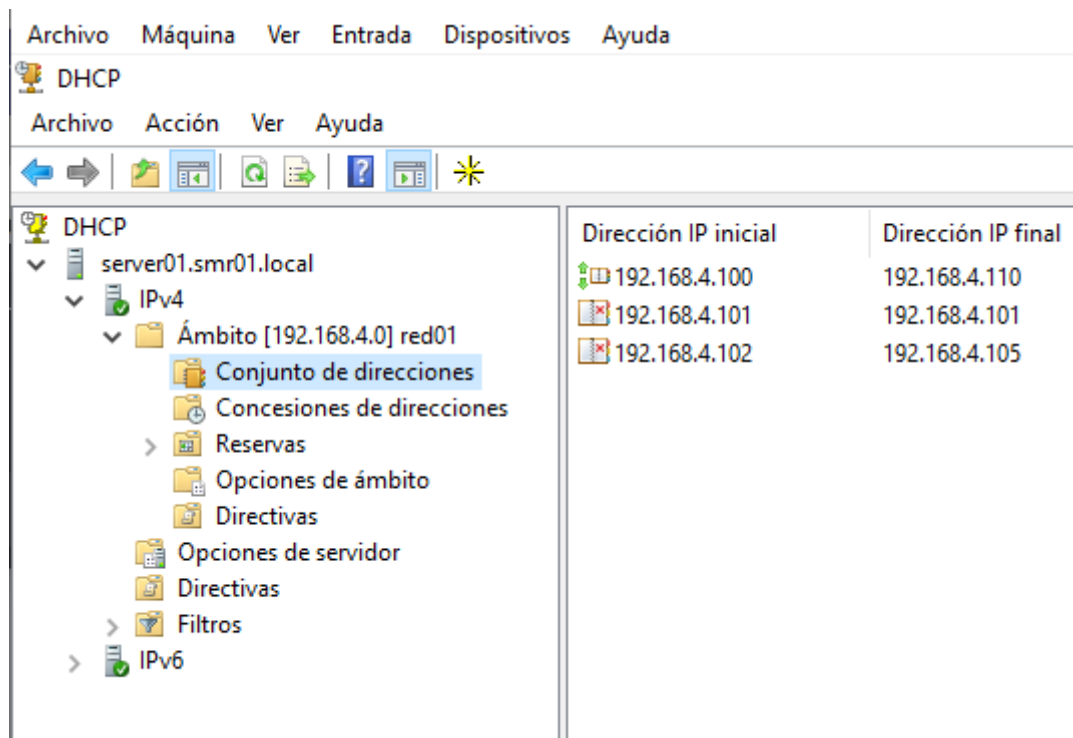 Archivo Máquina Ver Entrada Dispositivos Ayuda
DHCP
Archivo Acción Ver Ayuda
DHCP
server01.smr01.local
IPv4
Ámbito [192.168.4.0] red01
Conjunto de direcciones
Concesiones de direcciones
Reservas
Opciones de ámbito
Directivas
Opciones de servidor
Directivas
Filtros
IPv6
Dirección IP inicial Dirección IP final
192.168.4.100 192.168.4.110
192.168.4.101 192.168.4.101
192.168.4.102 192.168.4.105